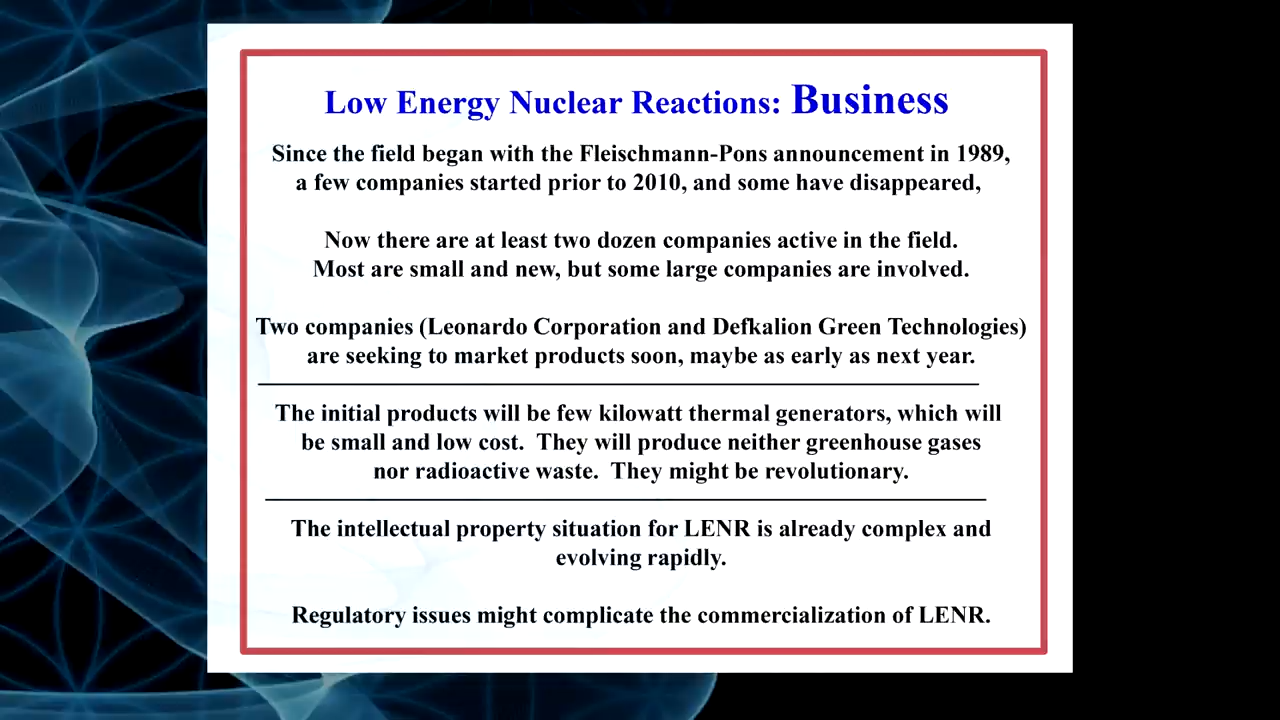 Low Energy Nuclear Reactions: Business
Since the field began with the Fleischmann-Pons announcement in 1989,
a few companies started prior to 2010, and some have disappeared,
Now there are at least two dozen companies active in the field.
Most are small and new, but some large companies are involved.
Two companies (Leonardo Corporation and Defkalion Green Technologies)
are seeking to market products soon, maybe as early as next year.
The initial products will be few kilowatt thermal generators, which will
be small and low cost.  They will produce neither greenhouse gases
nor radioactive waste.  They might be revolutionary.
The intellectual property situation for LENR is already complex and
evolving rapidly.
Regulatory issues might complicate the commercialization of LENR.